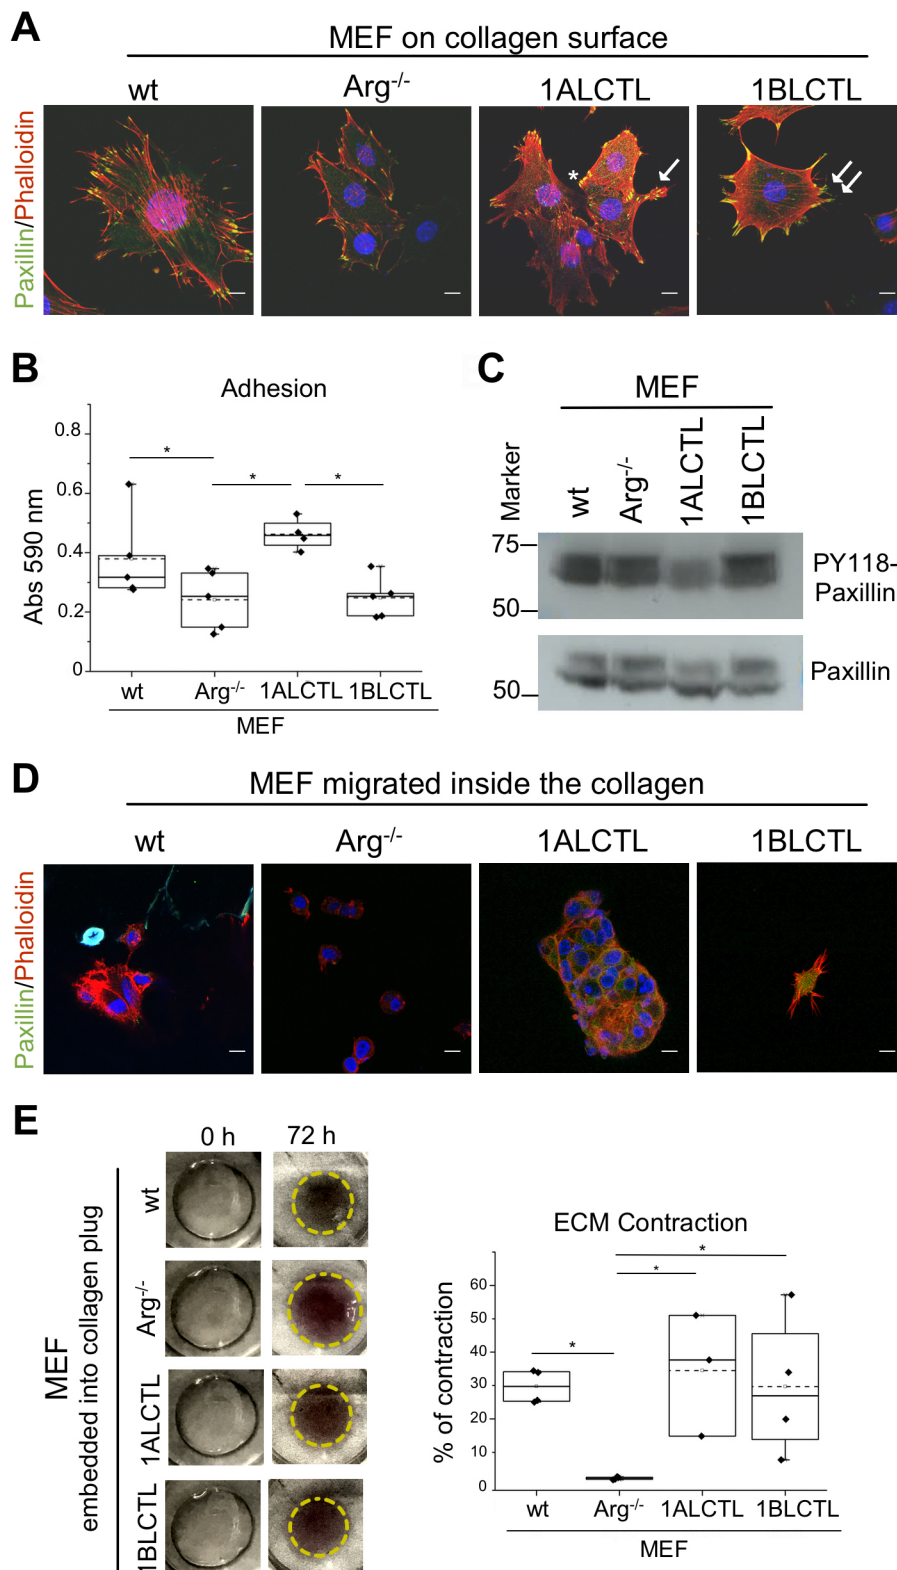 A
MEF on collagen surface
wt
Arg-/-
1ALCTL
1BLCTL
Paxillin/Phalloidin
*
B
Adhesion
Abs 590 nm
0.8
0.6
0.4
0.2
0
*
*
*
wt
Arg-/-
1ALCTL
1BLCTL
MEF
C
MEF
Marker
wt
Arg-/-
1ALCTL
1BLCTL
75
50
PY118-
Paxillin
50
Paxillin
D
MEF migrated inside the collagen
wt
Arg-/-
1ALCTL
1BLCTL
Paxillin/Phalloidin
E
0 h
72 h
MEF
embedded into collagen plug
wt
Arg-/-
1ALCTL
1BLCTL
ECM Contraction
% of contraction
60
50
40
30
20
10
0
*
*
*
wt
Arg-/-
1ALCTL
1BLCTL
MEF